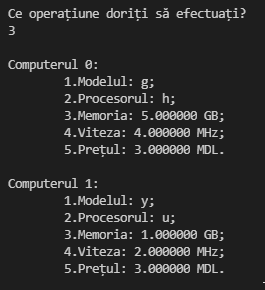 Ce operațiune doriți să efectuați?
3
Computerul 0:
1.Modelul: g;
2.Procesorul: h;
3.Memoria: 5.000000 GB;
4.Viteza: 4.000000 MHz;
5.Prețul: 3.000000 MDL.
Computerul 1:
1.Modelul: y;
2.Procesorul: u;
3.Memoria: 1.000000 GB;
4.Viteza: 2.000000 MHz;
5.Prețul: 3.000000 MDL.